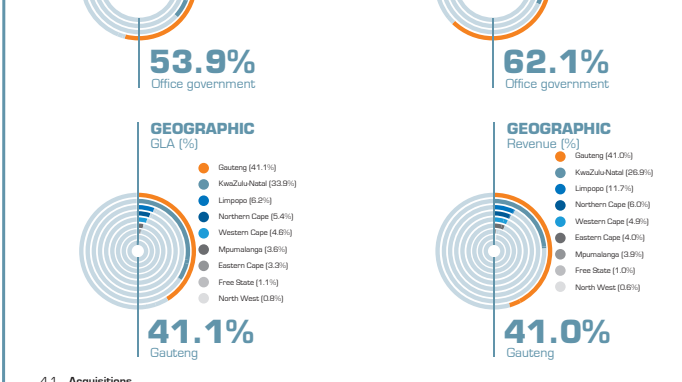 53.9%
Office government
62.1%
Office government
GEOGRAPHIC
GLA (%)
Gauteng (41.1%)
KwaZulu-Natal (33.9%)
Limpopo (6.2%)
Northern Cape (5.4%)
Western Cape (4.6%)
Mpumalanga (3.6%)
Eastern Cape (3.3%)
Free State (1.1%)
North West (0.8%)
41.1%
Gauteng
GEOGRAPHIC
Revenue (%)
Gauteng (41.0%)
KwaZulu-Natal (26.9%)
Limpopo (11.7%)
Northern Cape (6.0%)
Western Cape (4.9%)
Eastern Cape (4.0%)
Mpumalanga (3.9%)
Free State (1.0%)
North West (0.6%)
41.0%
Gauteng
4.1 Acquisitions